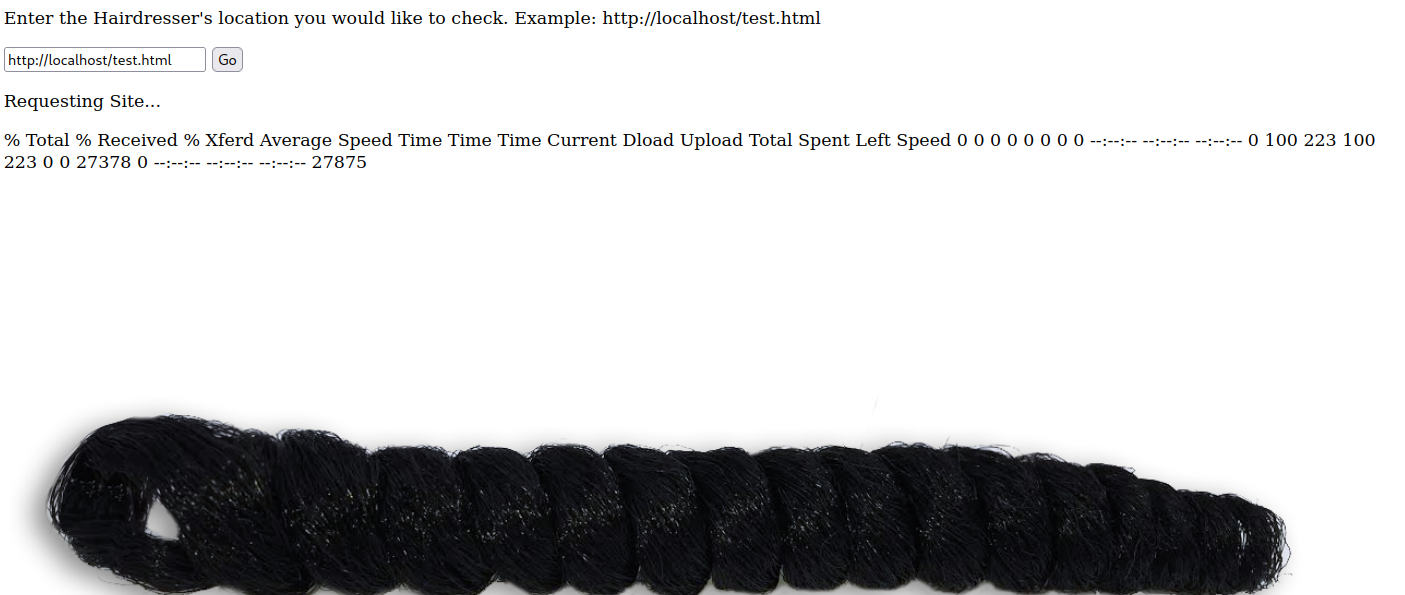 Enter the Hairdresser's location you would like to check. Example: http://localhost/test.html
http://localhost/test.html Go
Requesting Site...
% Total % Received % Xferd Average Speed Time Time Time Current Dload Upload Total Spent Left Speed 0 0 0 0 0 0 0 0 --:--:-- --:--:-- --:--:-- 0 100 223 100
223 0 0 27378 0 --:--:-- --:--:-- --:--:-- 27875